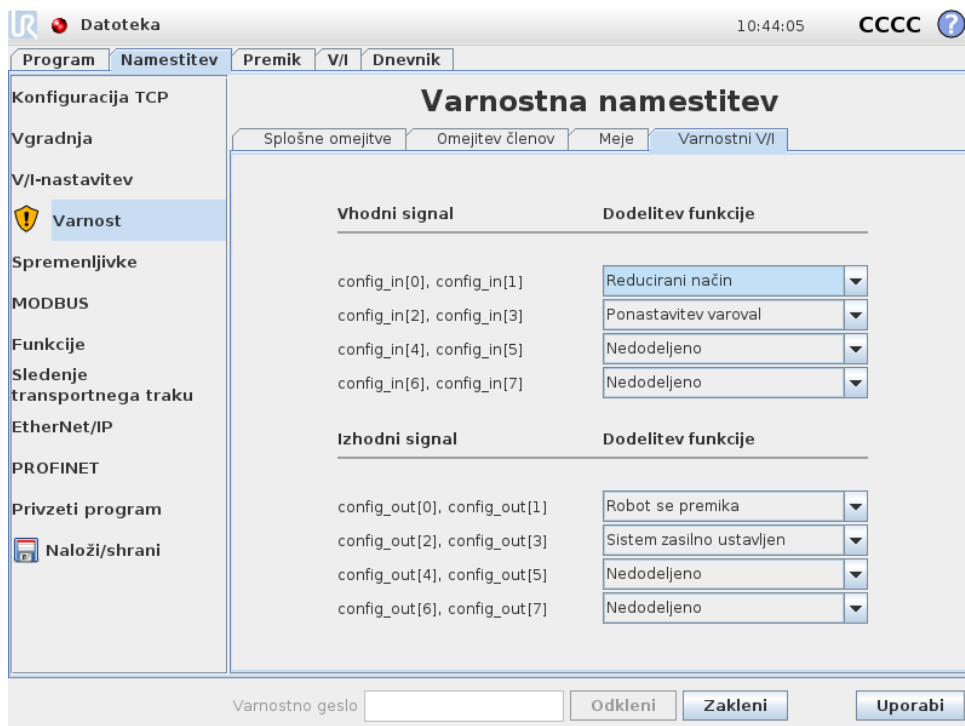 UR Datoteka 10:44:05 CCCC ?
Program Namestitev Premik V/I Dnevnik
Konfiguracija TCP
Vgradnja
V/I-nastavitev
Varnost
Spremenljivke
MODBUS
Funkcije
Sledenje
transportnega traku
EtherNet/IP
PROFINET
Privzeti program
Naloži/shrani
Varnostna namestitev
Splošne omejitve Omejitev členov Meje Varnostni V/I
Vhodni signal Dodelitev funkcije
config_in[0], config_in[1] Reducirani način
config_in[2], config_in[3] Ponastavitev varoval
config_in[4], config_in[5] Nedodeljeno
config_in[6], config_in[7] Nedodeljeno
Izhodni signal Dodelitev funkcije
config_out[0], config_out[1] Robot se premika
config_out[2], config_out[3] Sistem zasilno ustavljen
config_out[4], config_out[5] Nedodeljeno
config_out[6], config_out[7] Nedodeljeno
Varnostno geslo Odkleni Zakleni Uporabi